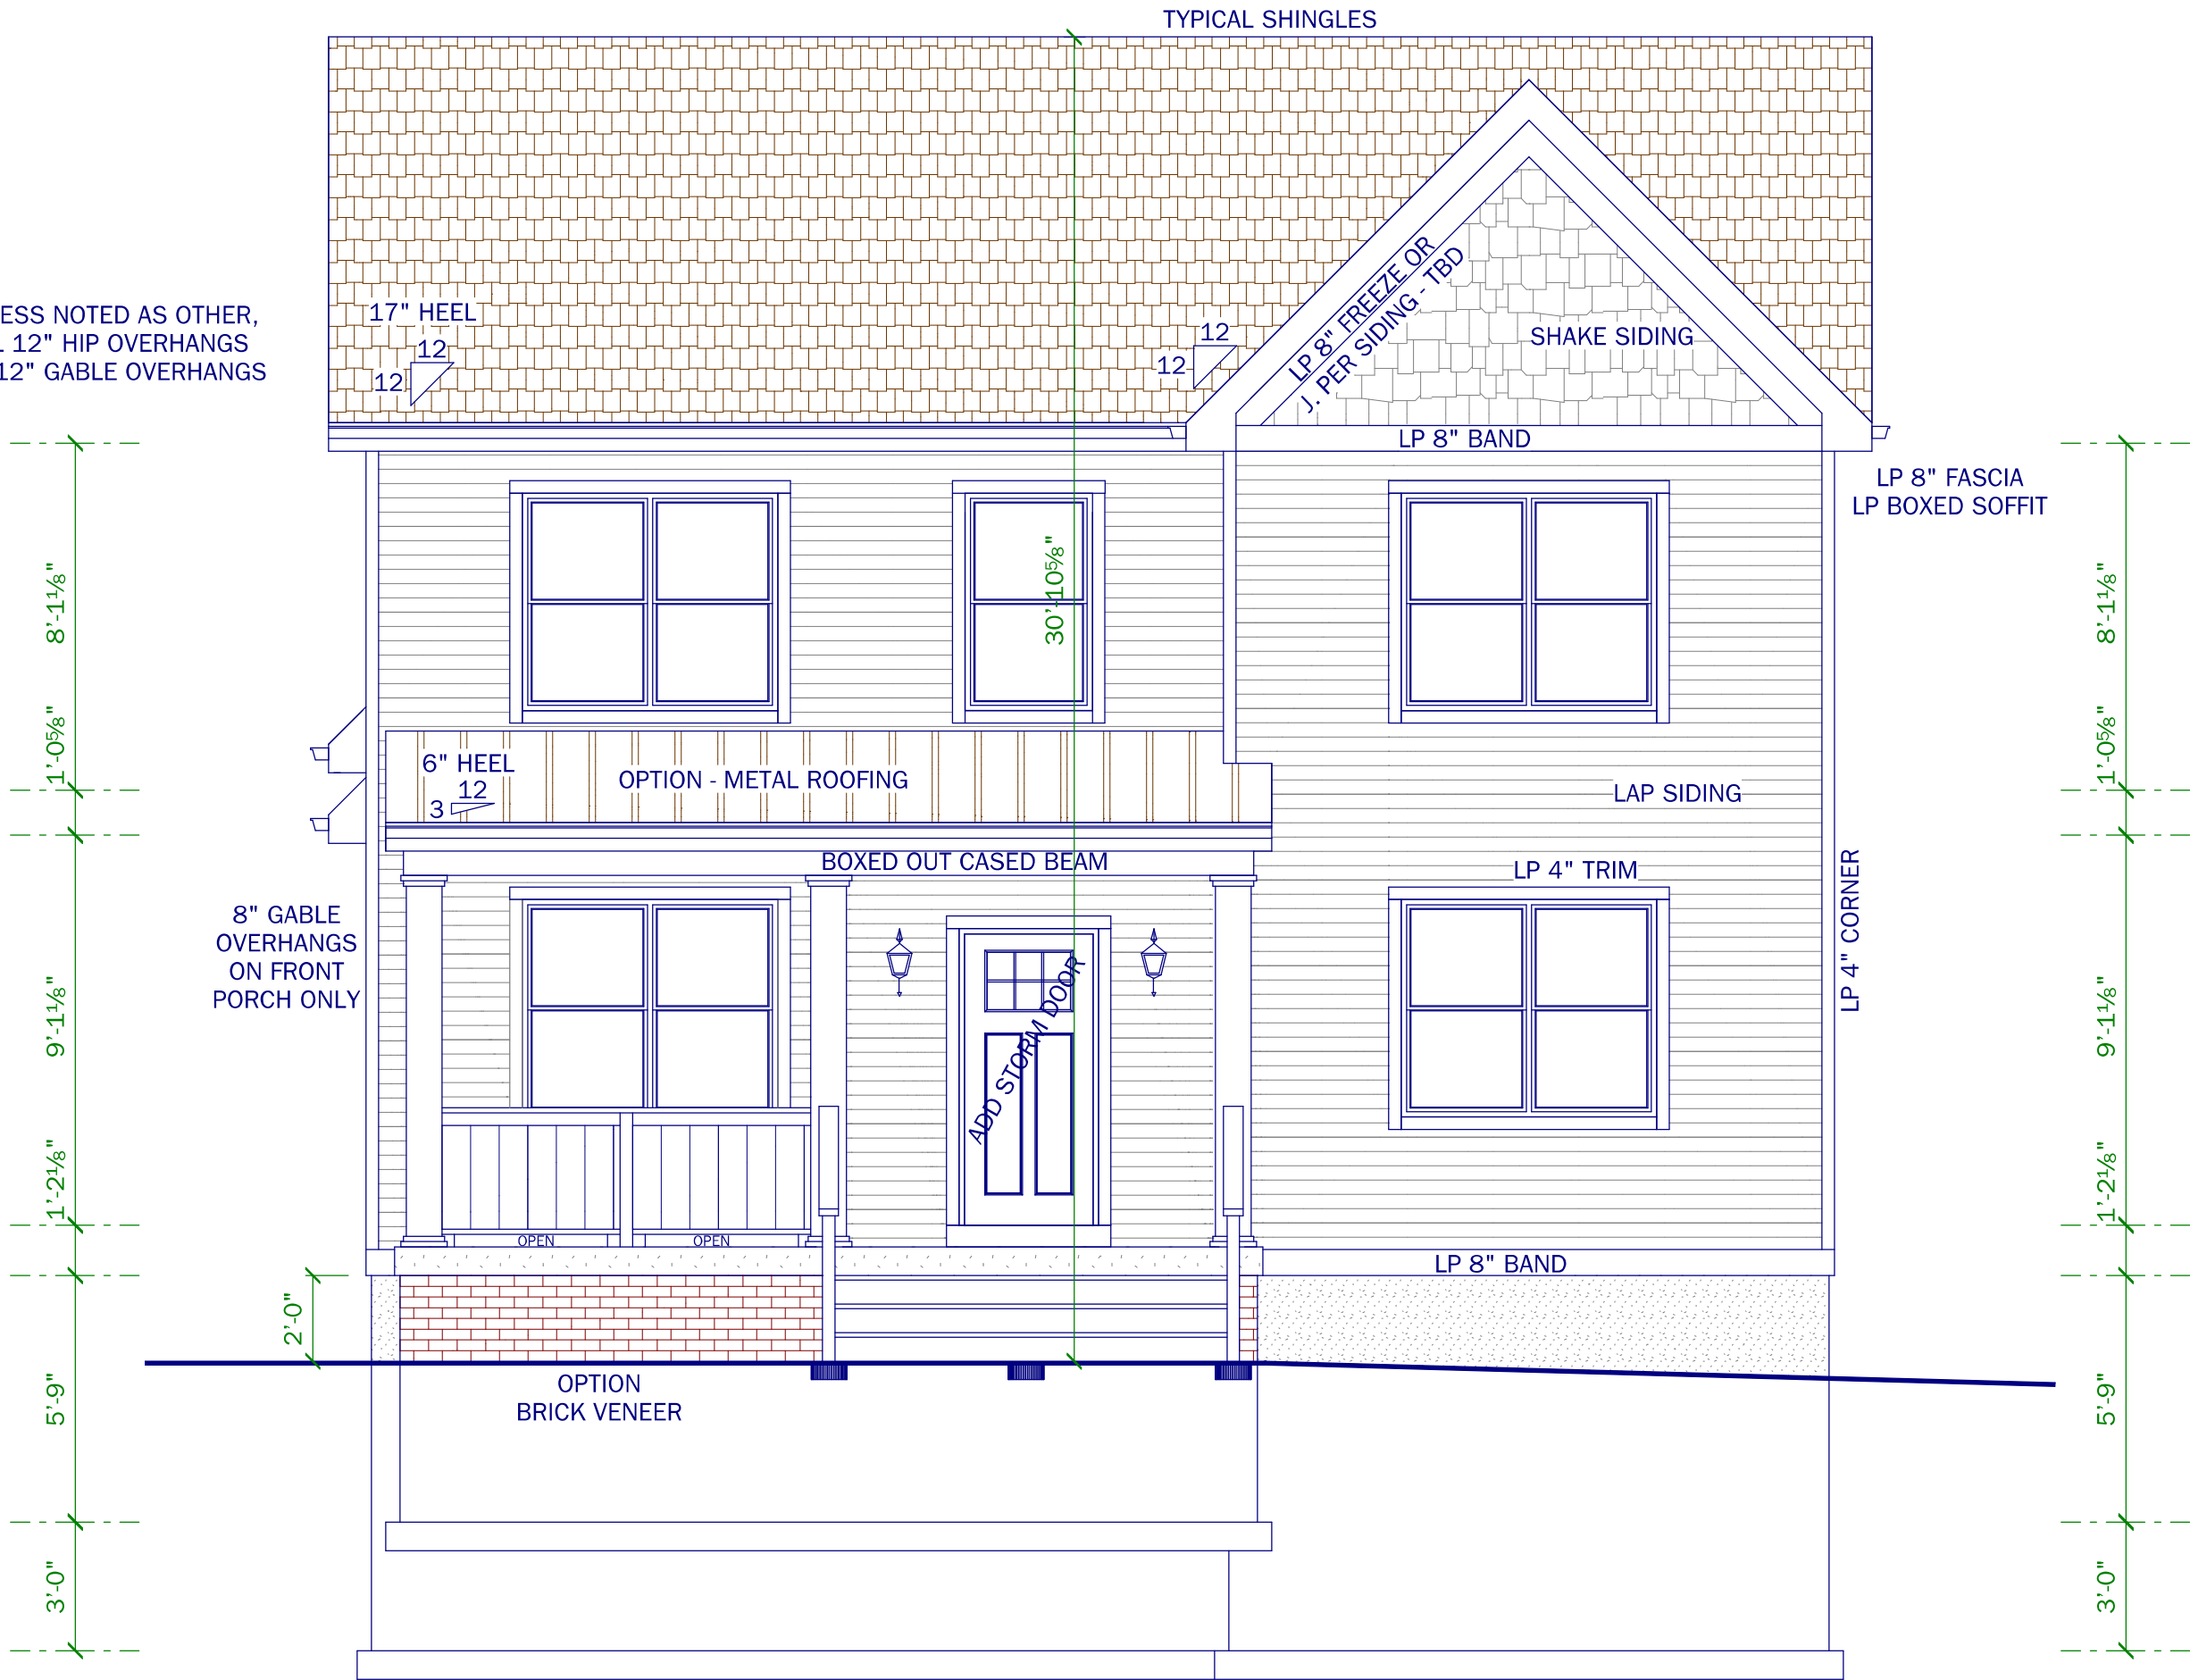 TYPICAL SHINGLES
ESS NOTED AS OTHER,
12" HIP OVERHANGS
12" GABLE OVERHANGS
17" HEEL
12
12
12
12
LP 8" FREEZE OR
J. PER SIDING - TBD
SHAKE SIDING
LP 8" BAND
LP 8" FASCIA
LP BOXED SOFFIT
8'-1⅛"
30'-10⅝"
8'-1⅛"
1'-0⅝"
6" HEEL
12
3
OPTION - METAL ROOFING
LAP SIDING
1'-0⅝"
BOXED OUT CASED BEAM
LP 4" TRIM
LP 4" CORNER
8" GABLE
OVERHANGS
ON FRONT
PORCH ONLY
9'-1⅛"
ADD STORM DOOR
9'-1⅛"
1'-2⅛"
OPEN
OPEN
1'-2⅛"
LP 8" BAND
2'-0"
OPTION
BRICK VENEER
5'-9"
5'-9"
3'-0"
3'-0"